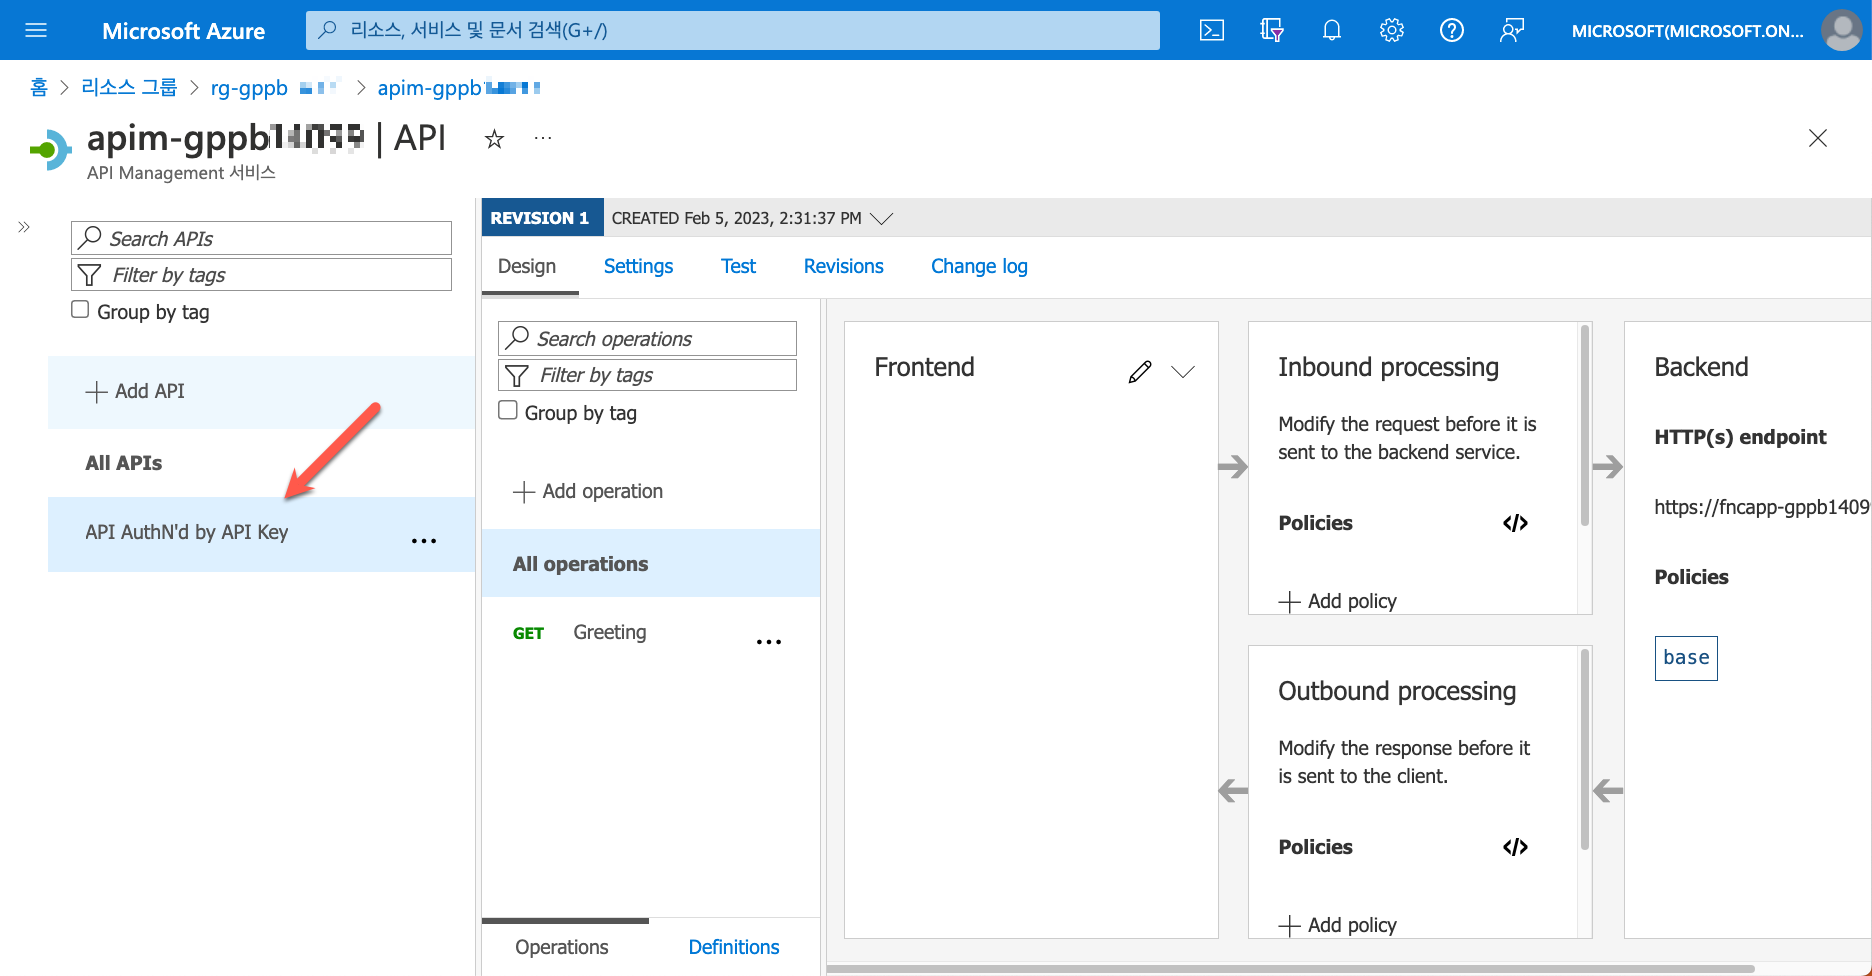 Microsoft Azure
리소스, 서비스 및 문서 검색(G+/)
MICROSOFT(MICROSOFT.ON...
홈 > 리소스 그룹 > rg-gppb > apim-gppb
apim-gppb | API
API Management 서비스
Search APIs
Filter by tags
Group by tag
Add API
All APIs
API AuthN'd by API Key
REVISION 1
CREATED Feb 5, 2023, 2:31:37 PM
Design
Settings
Test
Revisions
Change log
Search operations
Filter by tags
Group by tag
Add operation
All operations
GET Greeting
Operations
Definitions
Frontend
Inbound processing
Modify the request before it is
sent to the backend service.
Policies
</>
Add policy
Outbound processing
Modify the response before it
is sent to the client.
Policies
</>
Add policy
Backend
HTTP(s) endpoint
https://fncapp-gppb1409
Policies
base